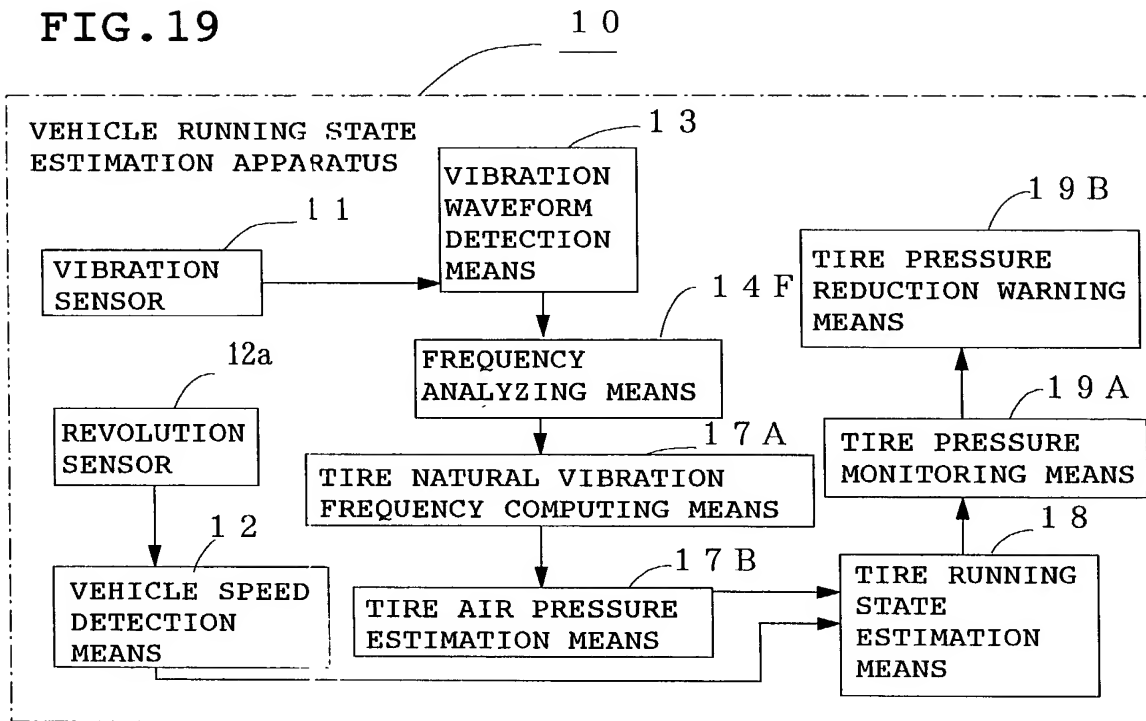 FIG.19
10
VEHICLE RUNNING STATE
ESTIMATION APPARATUS
13
VIBRATION
WAVEFORM
DETECTION
MEANS
11
VIBRATION
SENSOR
19B
TIRE PRESSURE
REDUCTION WARNING
MEANS
14F
FREQUENCY
ANALYZING MEANS
12a
REVOLUTION
SENSOR
19A
TIRE PRESSURE
MONITORING MEANS
17A
TIRE NATURAL VIBRATION
FREQUENCY COMPUTING MEANS
12
VEHICLE SPEED
DETECTION
MEANS
17B
TIRE AIR PRESSURE
ESTIMATION MEANS
18
TIRE RUNNING
STATE
ESTIMATION
MEANS